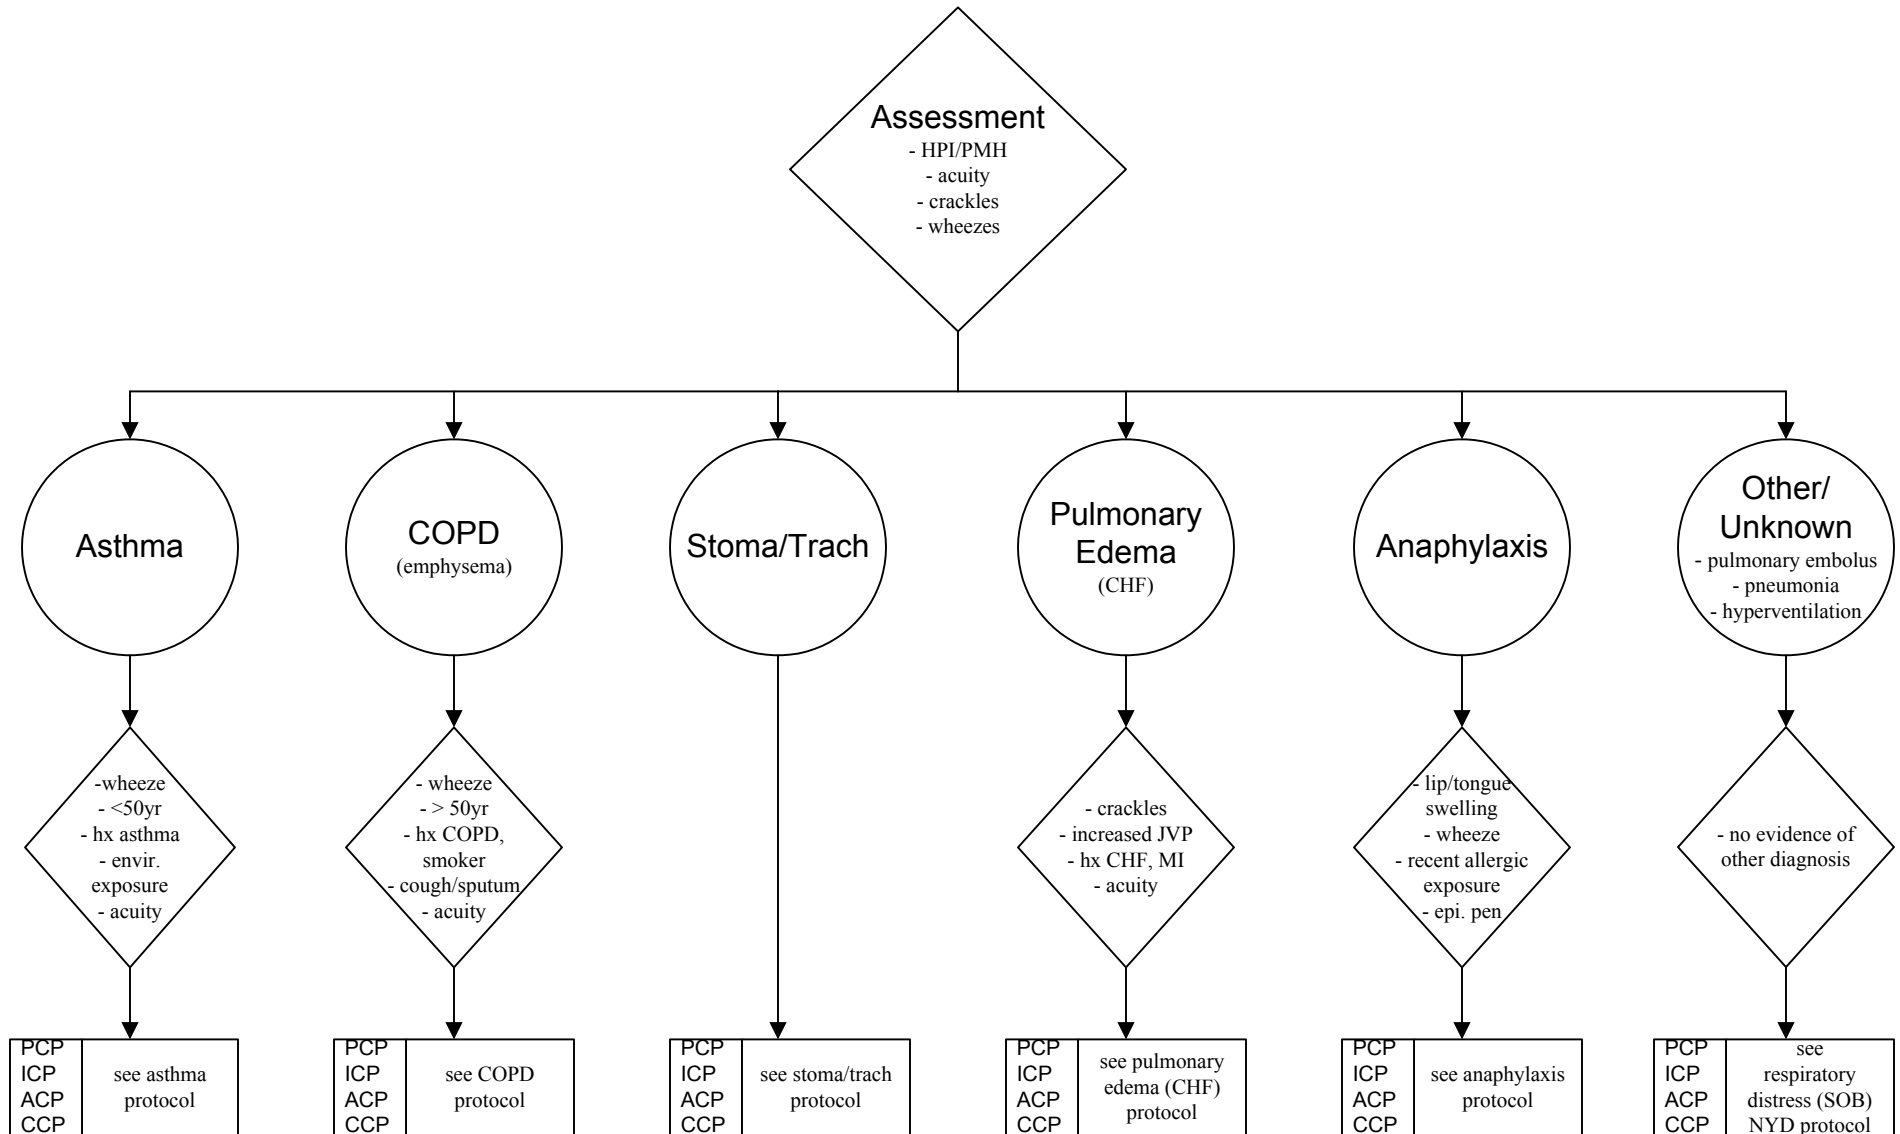 Assessment
- HPI/PMH
- acuity
- crackles
- wheezes
Asthma
COPD
(emphysema)
Stoma/Trach
Pulmonary
Edema
(CHF)
Anaphylaxis
Other/
Unknown
- pulmonary embolus
- pneumonia
- hyperventilation
-wheeze
- <50yr
- hx asthma
- envir.
exposure
- acuity
- wheeze
- > 50yr
- hx COPD,
smoker
- cough/sputum
- acuity
- crackles
- increased JVP
- hx CHF, MI
- acuity
- lip/tongue
swelling
- wheeze
- recent allergic
exposure
- epi. pen
- no evidence of
other diagnosis
PCP
ICP
ACP
CCP
see asthma
protocol
PCP
ICP
ACP
CCP
see COPD
protocol
PCP
ICP
ACP
CCP
see stoma/trach
protocol
PCP
ICP
ACP
CCP
see pulmonary
edema (CHF)
protocol
PCP
ICP
ACP
CCP
see anaphylaxis
protocol
PCP
ICP
ACP
CCP
see
respiratory
distress (SOB)
NYD protocol